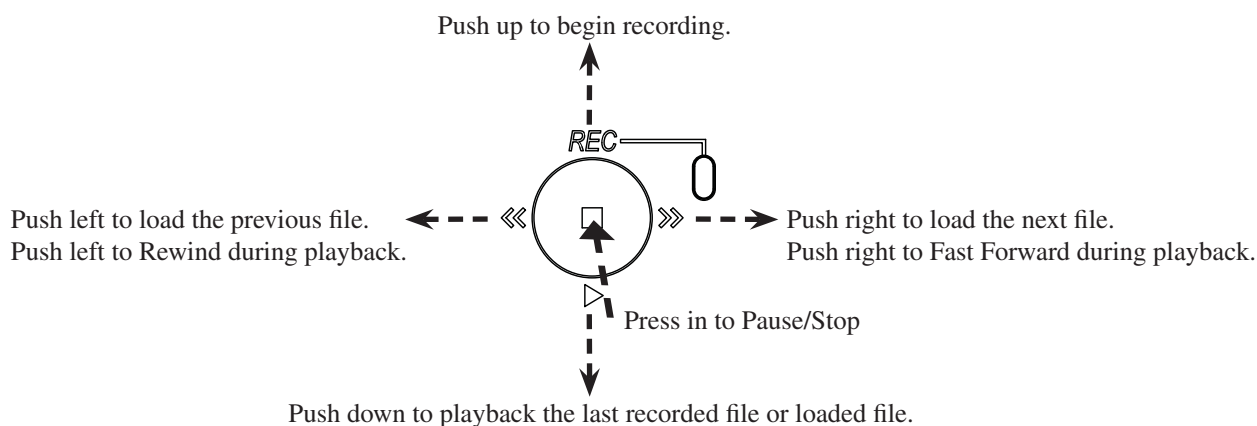 Push up to begin recording.
REC
Push left to load the previous file.
Push left to Rewind during playback.
Push right to load the next file.
Push right to Fast Forward during playback.
Press in to Pause/Stop
Push down to playback the last recorded file or loaded file.